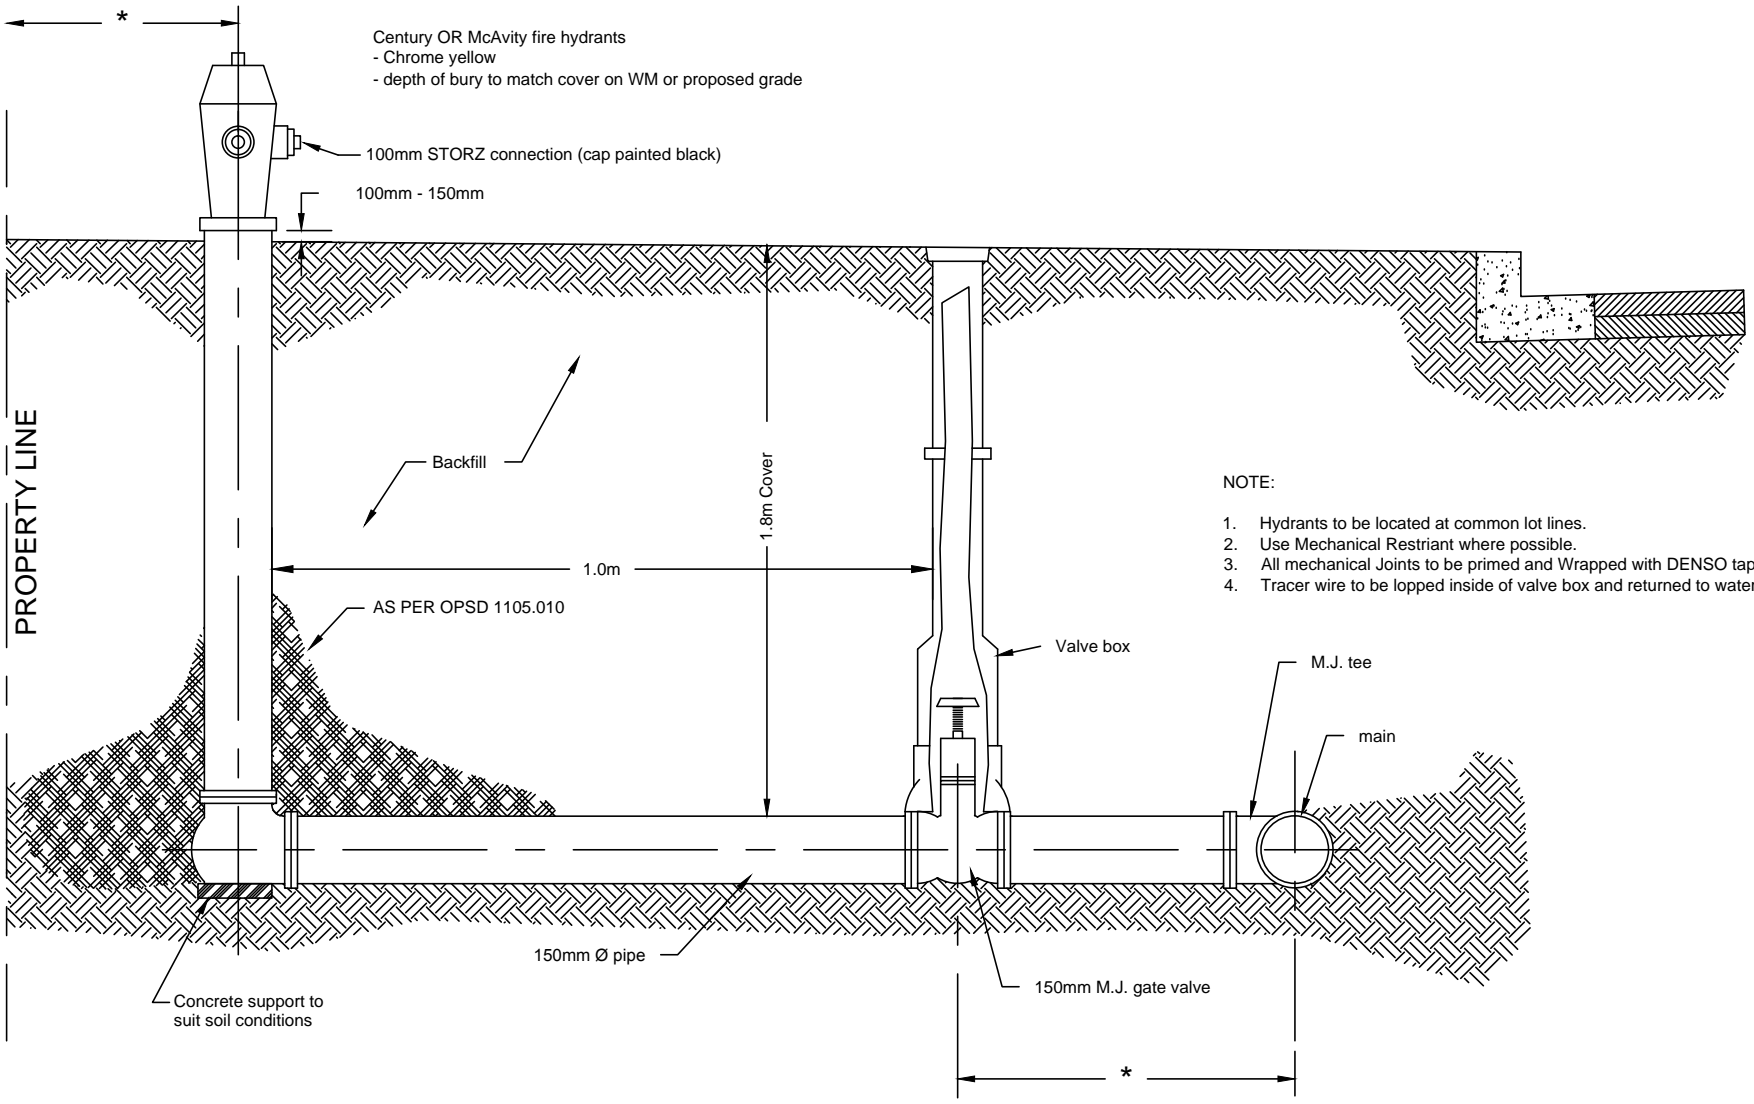 *
Century OR McAvity fire hydrants
- Chrome yellow
- depth of bury to match cover on WM or proposed grade
100mm STORZ connection (cap painted black)
100mm - 150mm
PROPERTY LINE
Backfill
1.8m Cover
1.0m
AS PER OPSD 1105.010
NOTE:
1. Hydrants to be located at common lot lines.
2. Use Mechanical Restriant where possible.
3. All mechanical Joints to be primed and Wrapped with DENSO tap
4. Tracer wire to be lopped inside of valve box and returned to water
Valve box
M.J. tee
main
150mm Ø pipe
150mm M.J. gate valve
Concrete support to
suit soil conditions
*